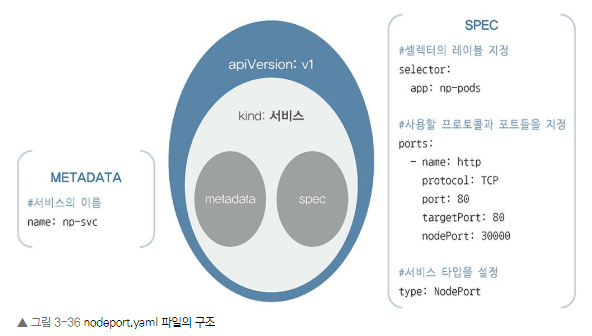 METADATA
#서비스의 이름
name: np-svc
apiVersion: v1
kind: 서비스
metadata
spec
SPEC
#셀렉터의 레이블 지정
selector:
  app: np-pods
#사용할 프로토콜과 포트들을 지정
ports:
  - name: http
    protocol: TCP
    port: 80
    targetPort: 80
    nodePort: 30000
#서비스 타입을 설정
type: NodePort
▲ 그림 3-36 nodeport.yaml 파일의 구조